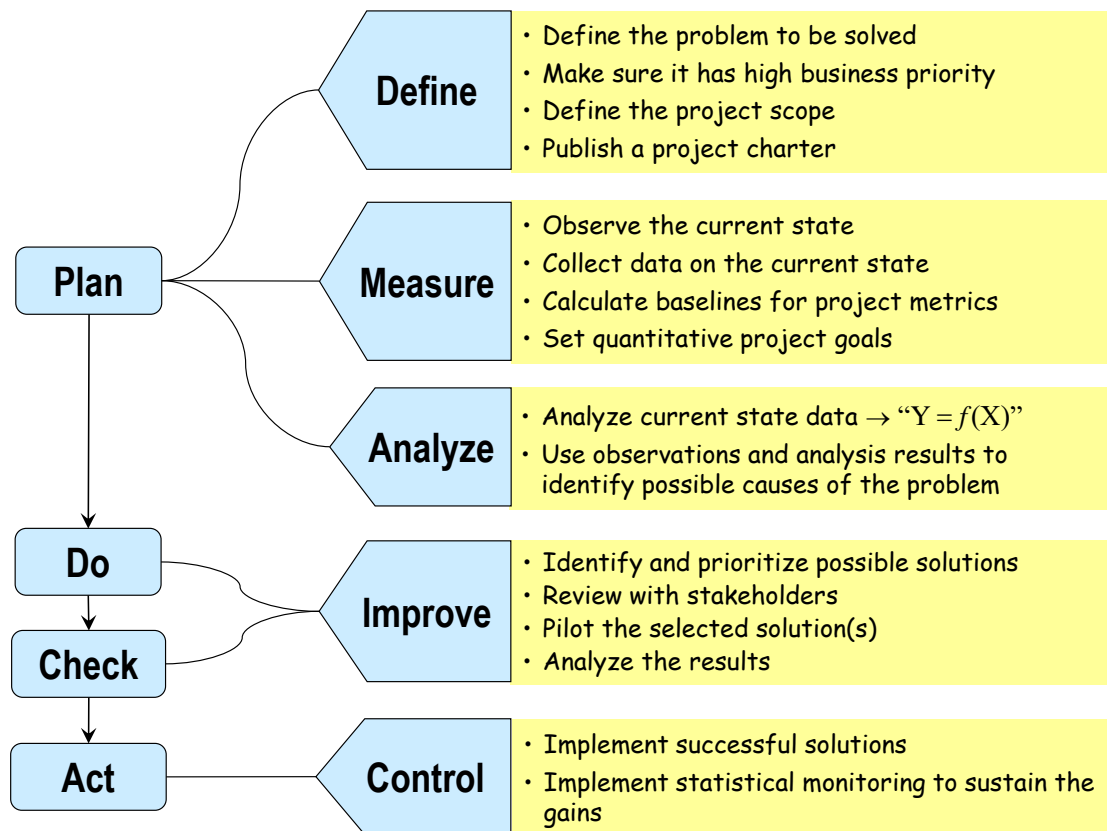 Define
• Define the problem to be solved
• Make sure it has high business priority
• Define the project scope
• Publish a project charter
Plan
Measure
• Observe the current state
• Collect data on the current state
• Calculate baselines for project metrics
• Set quantitative project goals
Analyze
• Analyze current state data → “Y = f(X)”
• Use observations and analysis results to
identify possible causes of the problem
Do
Check
Improve
• Identify and prioritize possible solutions
• Review with stakeholders
• Pilot the selected solution(s)
• Analyze the results
Act
Control
• Implement successful solutions
• Implement statistical monitoring to sustain the
gains